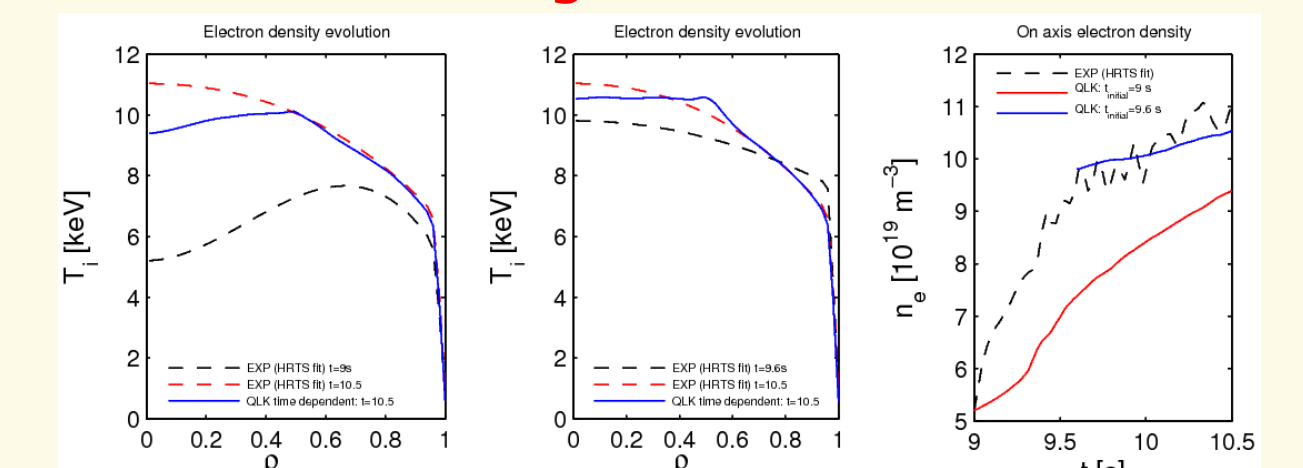 Electron density evolution
12
10
8
6
4
2
0
T_i [keV]
EXP (HRTS fit) t=9s
EXP (HRTS fit) t=10.5
QLK time dependent: t=10.5
0 0.2 0.4 0.6 0.8 1
ρ
Electron density evolution
12
10
8
6
4
2
0
T_i [keV]
EXP (HRTS fit) t=9.6s
EXP (HRTS fit) t=10.5
QLK time dependent: t=10.5
0 0.2 0.4 0.6 0.8 1
ρ
On axis electron density
12
11
10
9
8
7
6
5
n_e [10^19 m^-3]
EXP (HRTS fit)
QLK: t_initial=9 s
QLK: t_initial=9.6 s
9 9.5 10 10.5